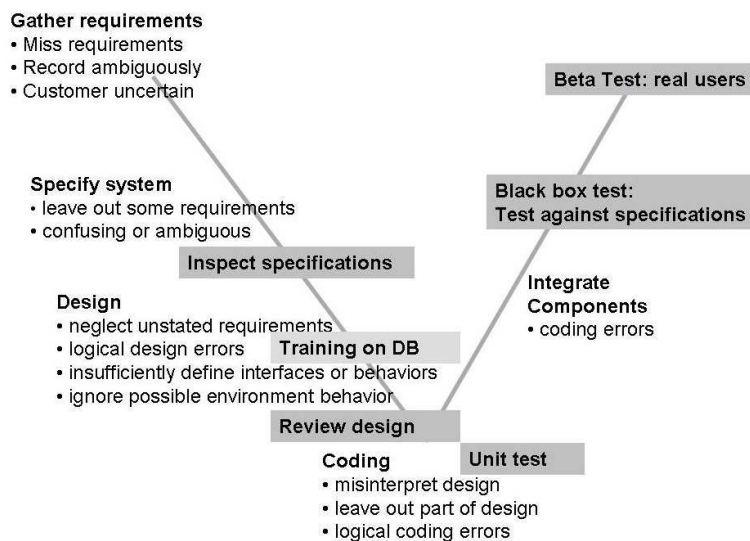 Gather requirements
• Miss requirements
• Record ambiguously
• Customer uncertain
Beta Test: real users
Specify system
• leave out some requirements
• confusing or ambiguous
Black box test:
Test against specifications
Inspect specifications
Integrate
Components
• coding errors
Design
• neglect unstated requirements
• logical design errors
Training on DB
• insufficiently define interfaces or behaviors
• ignore possible environment behavior
Review design
Unit test
Coding
• misinterpret design
• leave out part of design
• logical coding errors